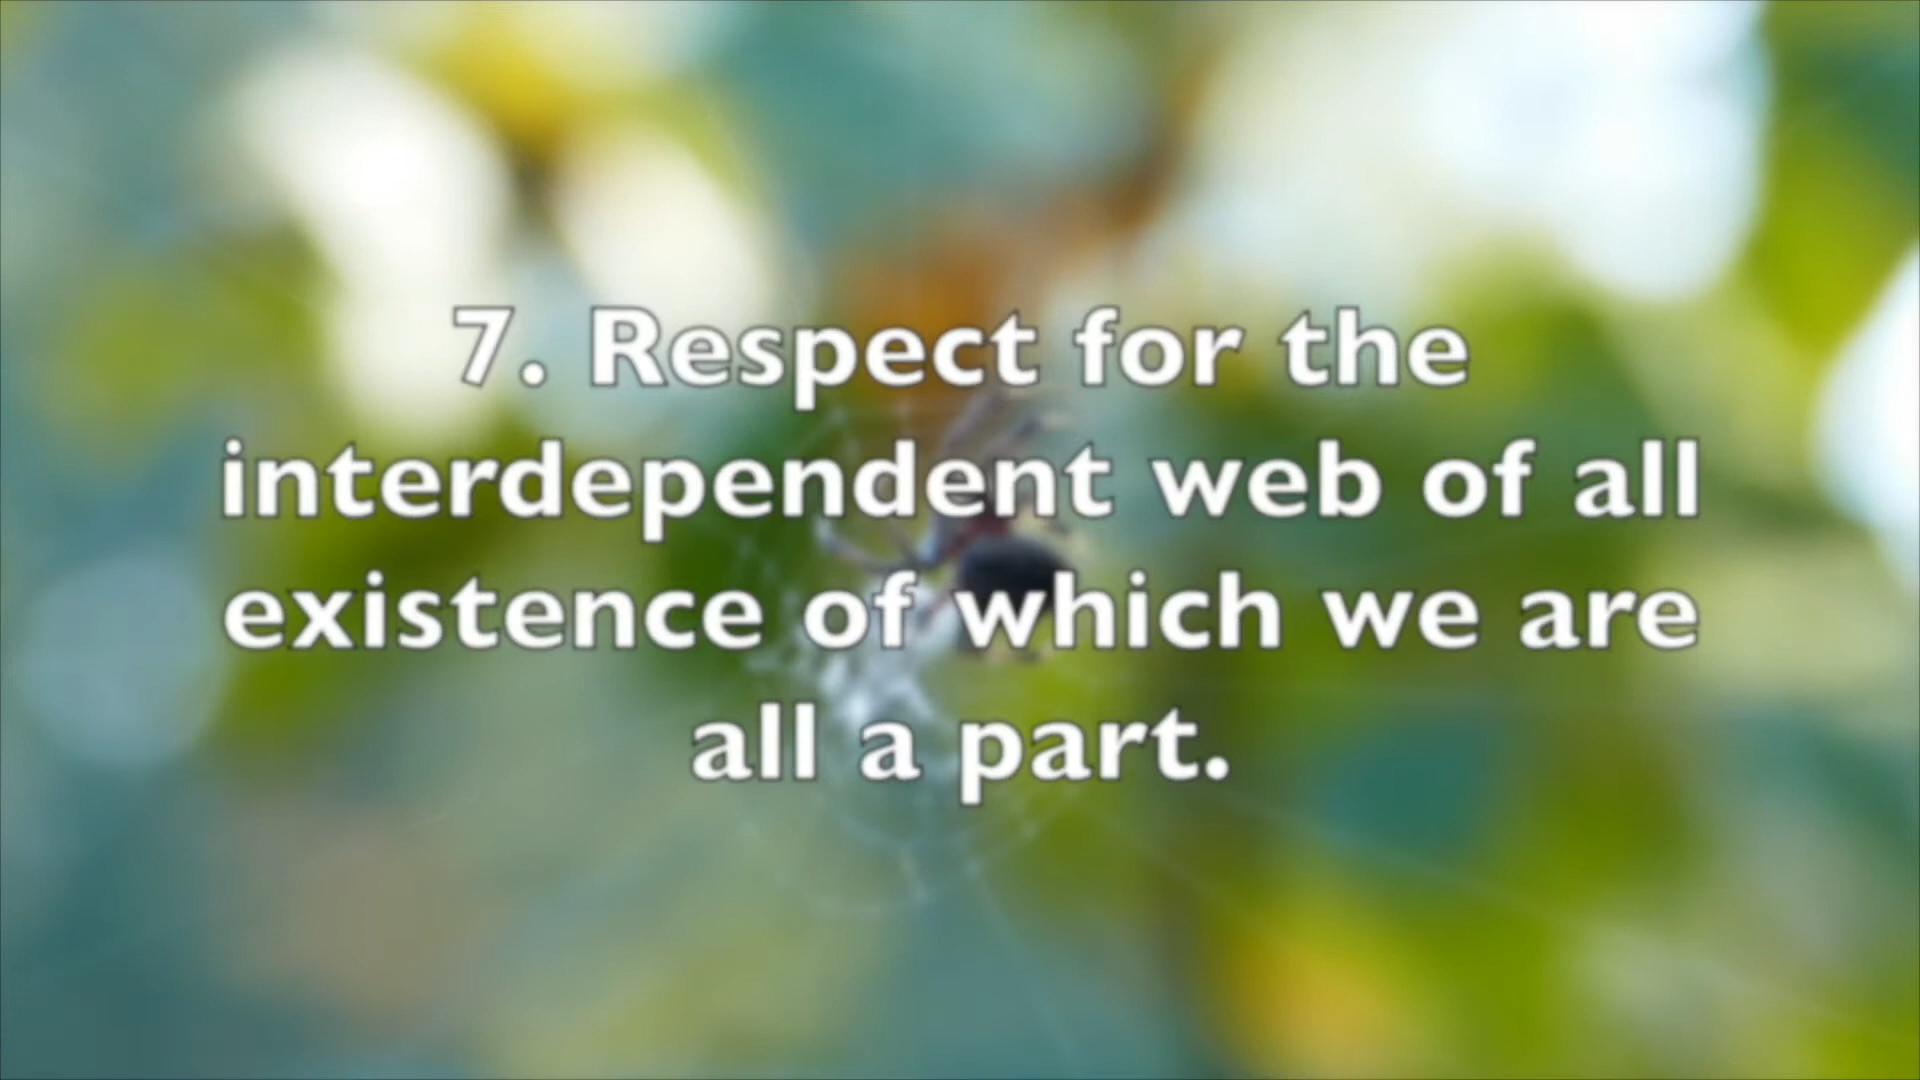 7. Respect for the
interdependent web of all
existence of which we are
all a part.